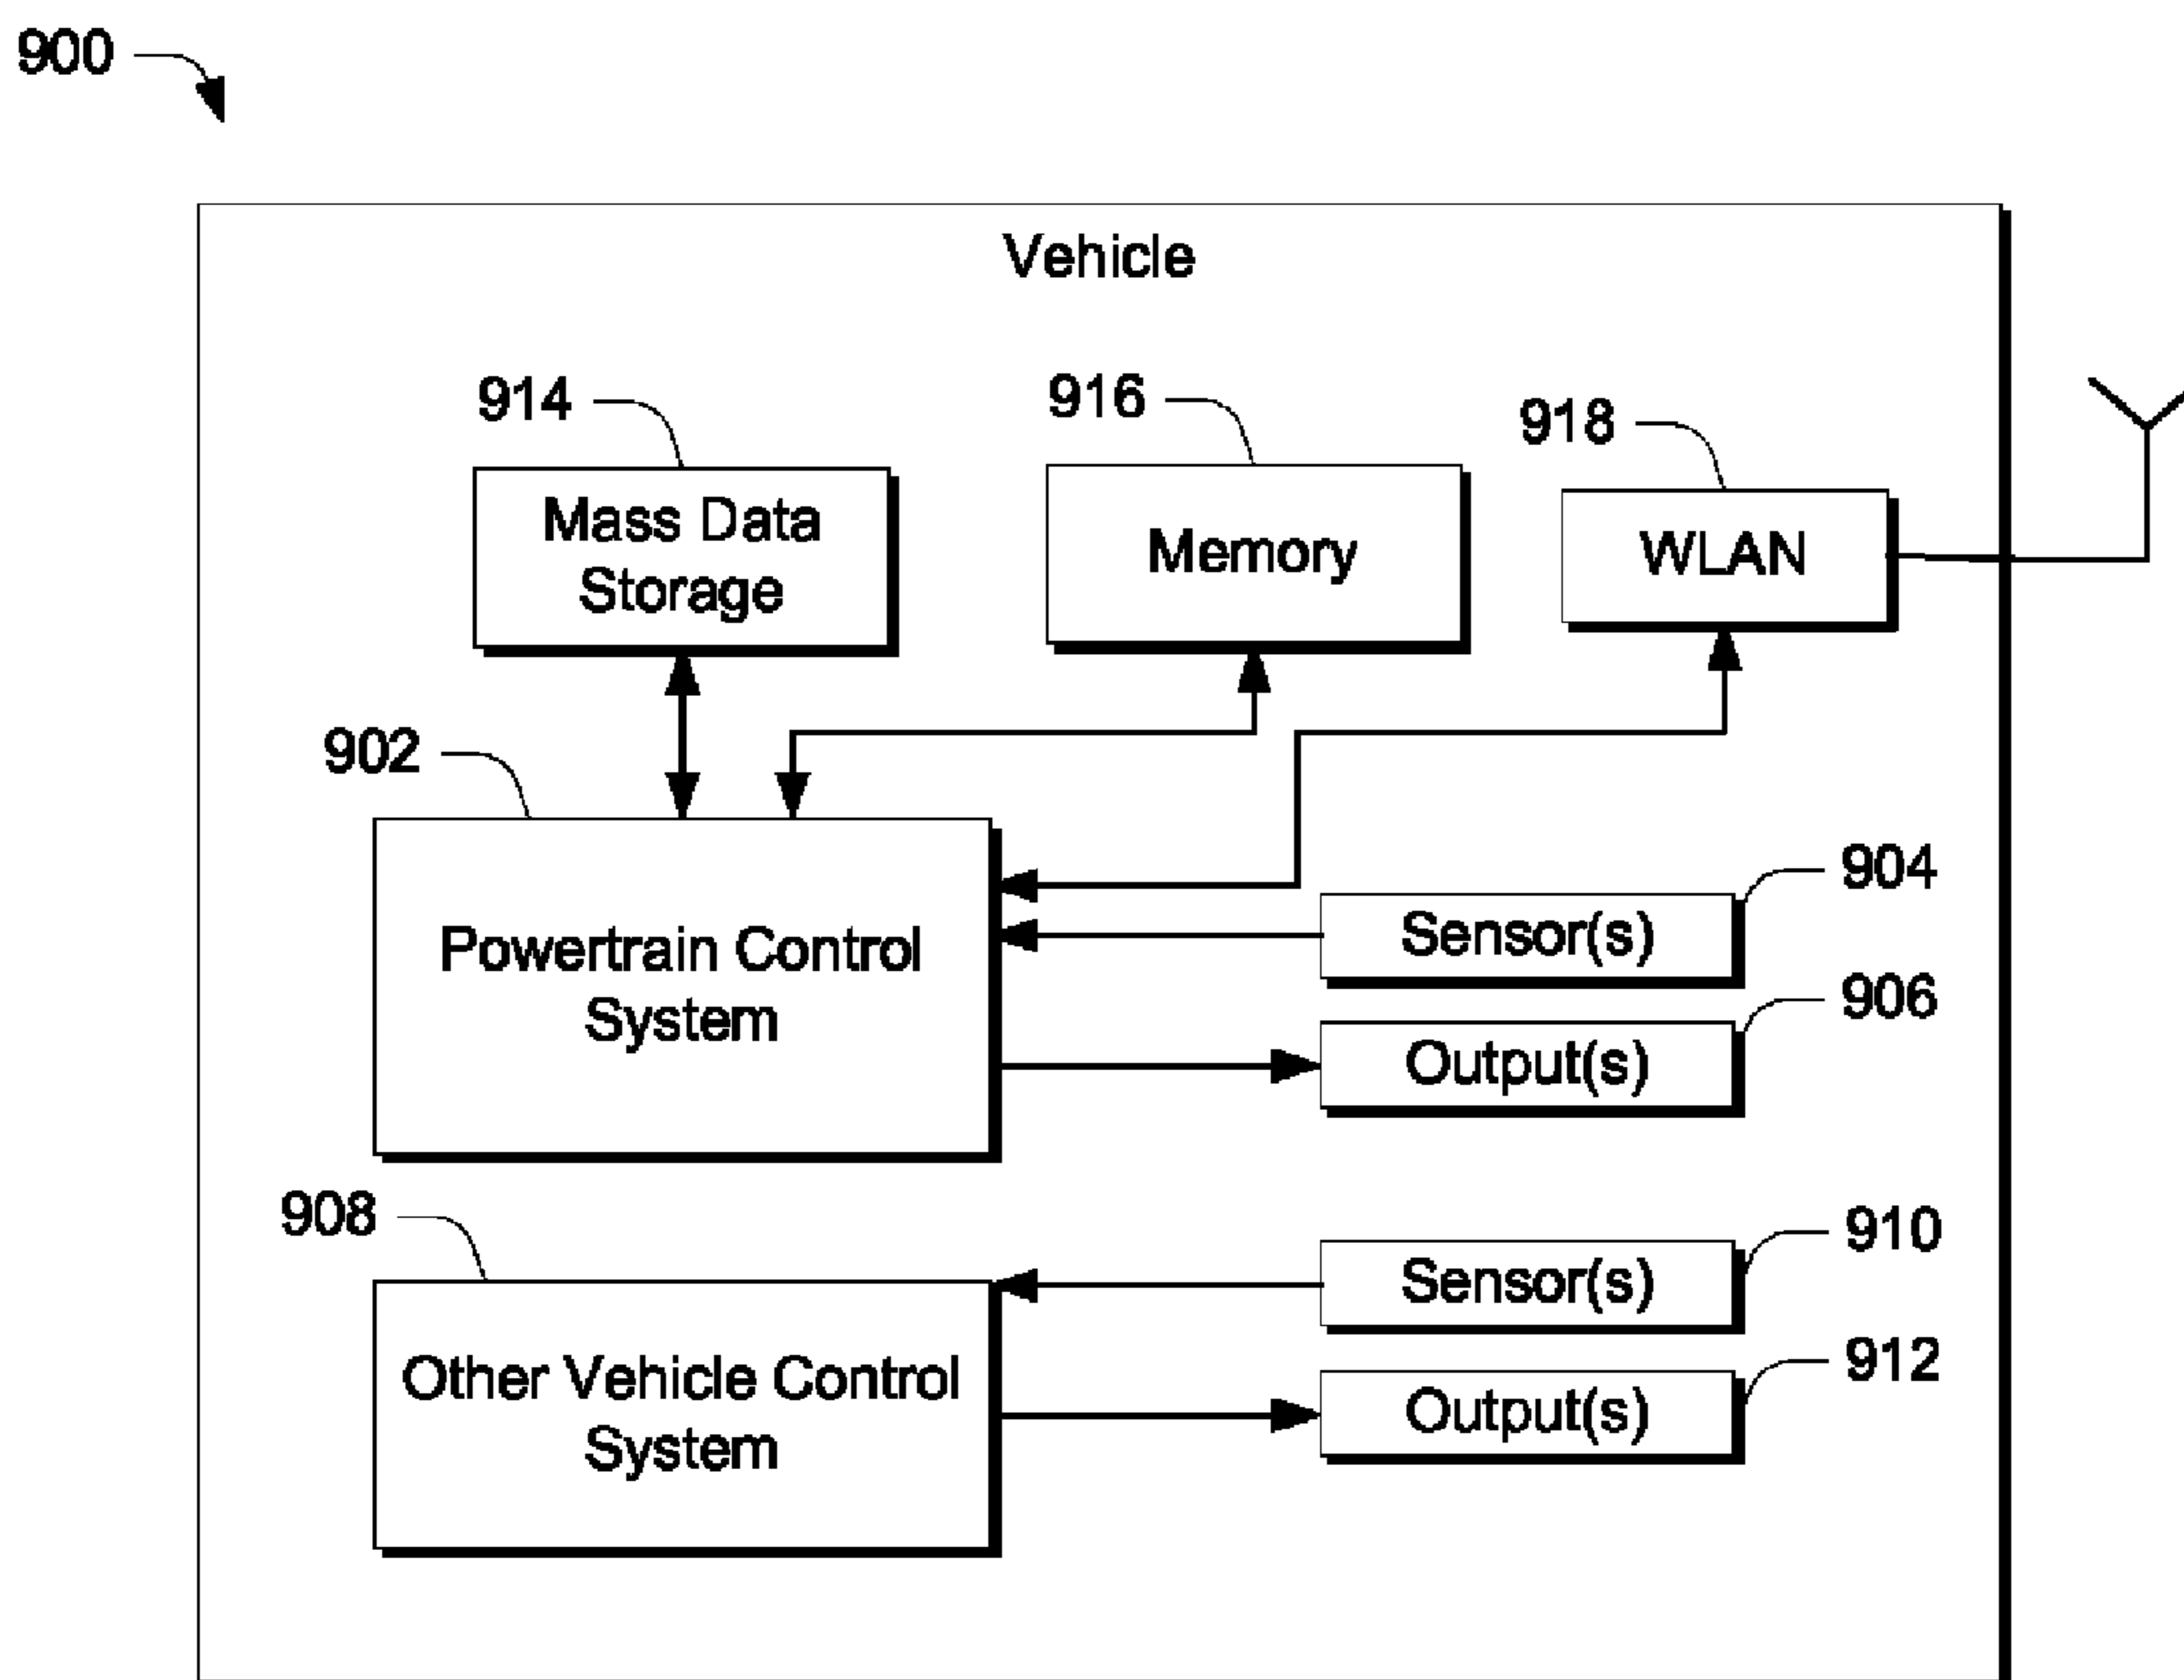 900
Vehicle
914
916
918
Mass Data
Storage
Memory
WLAN
902
904
Powertrain Control
System
Sensor(s)
906
Output(s)
908
910
Sensor(s)
Other Vehicle Control
System
912
Output(s)